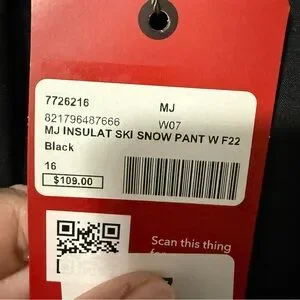 7726216 MJ
821796487666 W07
MJ INSULAT SKI SNOW PANT W F22
Black
16
$109.00
Scan this thing